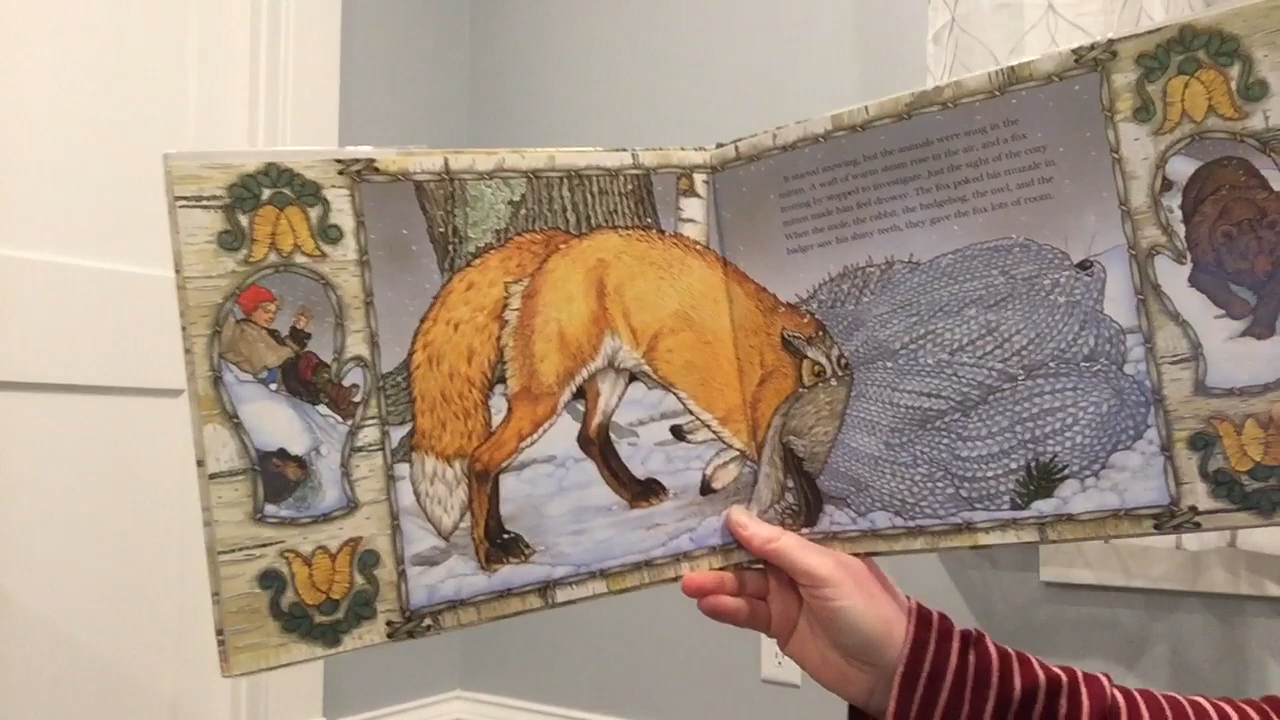 It started snowing, but the animals were snug in the
mitten. A waft of warm steam rose in the air, and a fox
trotting by stopped to investigate. Just the sight of the cozy
mitten made him feel drowsy. The fox poked his muzzle in.
When the mole, the rabbit, the hedgehog, the owl, and the
badger saw his shiny teeth, they gave the fox lots of room.